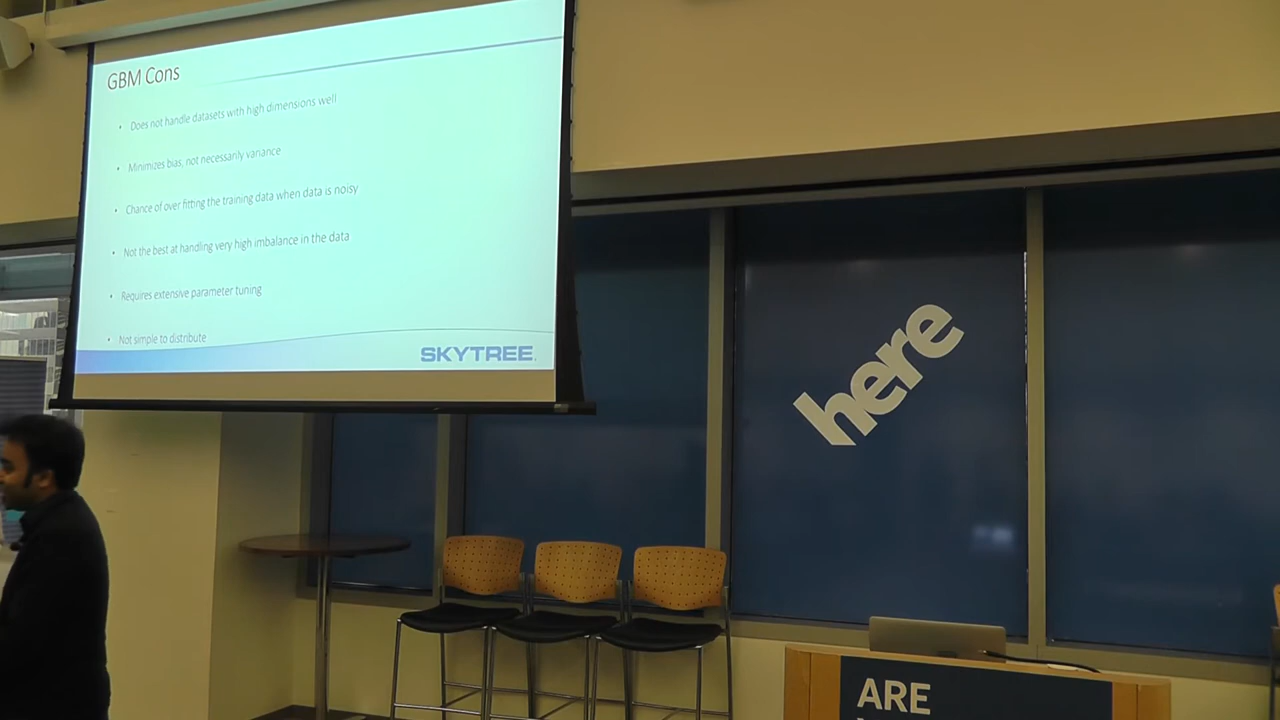 GBM Cons
• Does not handle datasets with high dimensions well
• Minimizes bias, not necessarily variance
• Chance of over fitting the training data when data is noisy
• Not the best at handling very high imbalance in the data
• Requires extensive parameter tuning
• Not simple to distribute
SKYTREE
here
ARE